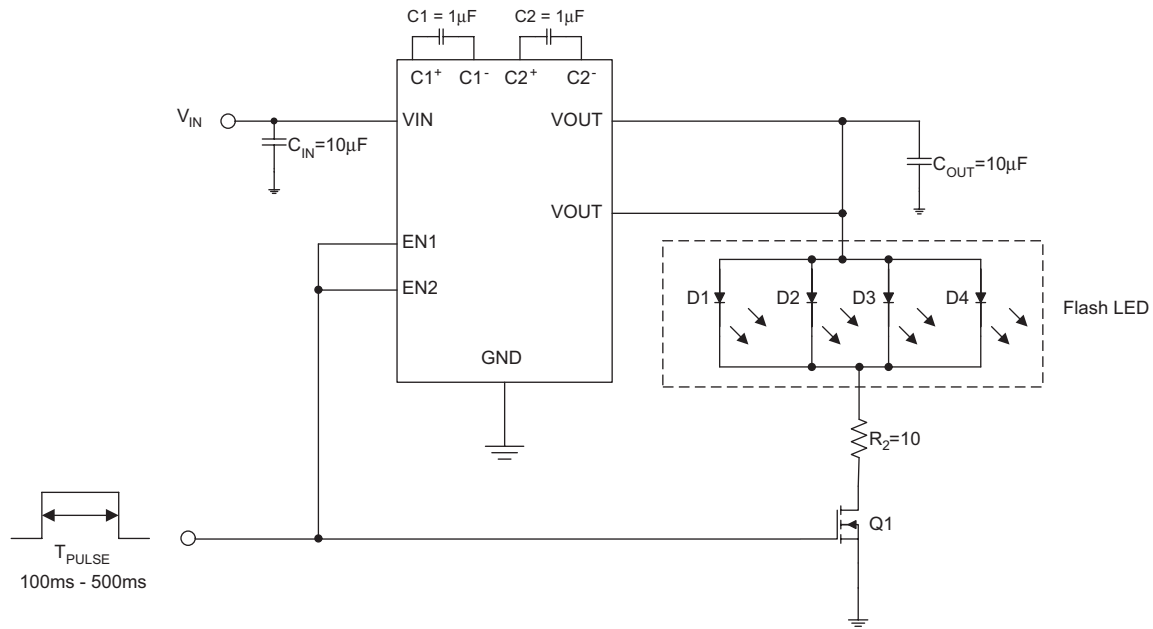 C1 = 1μF
C2 = 1μF
C1+
C1-
C2+
C2-
VIN
VIN
VOUT
CIN=10μF
COUT=10μF
VOUT
EN1
EN2
D1
D2
D3
D4
Flash LED
GND
R2=10
Q1
TPULSE
100ms - 500ms